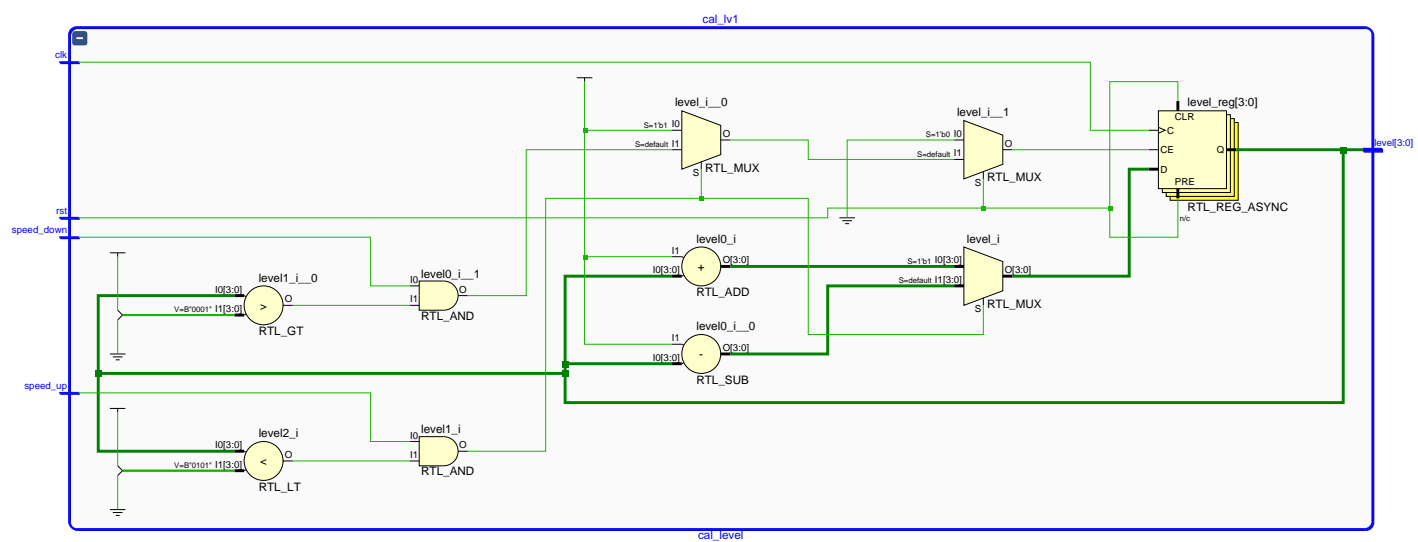 cal_lv1
clk
level_i__0
S=1'b1 I0
S=default I1
O
S
RTL_MUX
level_i__1
S=1'b0 I0
S=default I1
O
S
RTL_MUX
level_reg[3:0]
CLR
C
CE
D
PRE
Q
RTL_REG_ASYNC
n/c
level[3:0]
rst
speed_down
level1_i__0
I0[3:0]
V=B"0001" I1[3:0]
>
O
RTL_GT
level0_i__1
I0
I1
O
RTL_AND
level0_i
I1
I0[3:0]
+
O[3:0]
RTL_ADD
level_i
S=1'b1 I0[3:0]
S=default I1[3:0]
O[3:0]
S
RTL_MUX
level0_i__0
I1
I0[3:0]
-
O[3:0]
RTL_SUB
speed_up
level2_i
I0[3:0]
V=B"0101" I1[3:0]
<
O
RTL_LT
level1_i
I0
I1
O
RTL_AND
cal_level